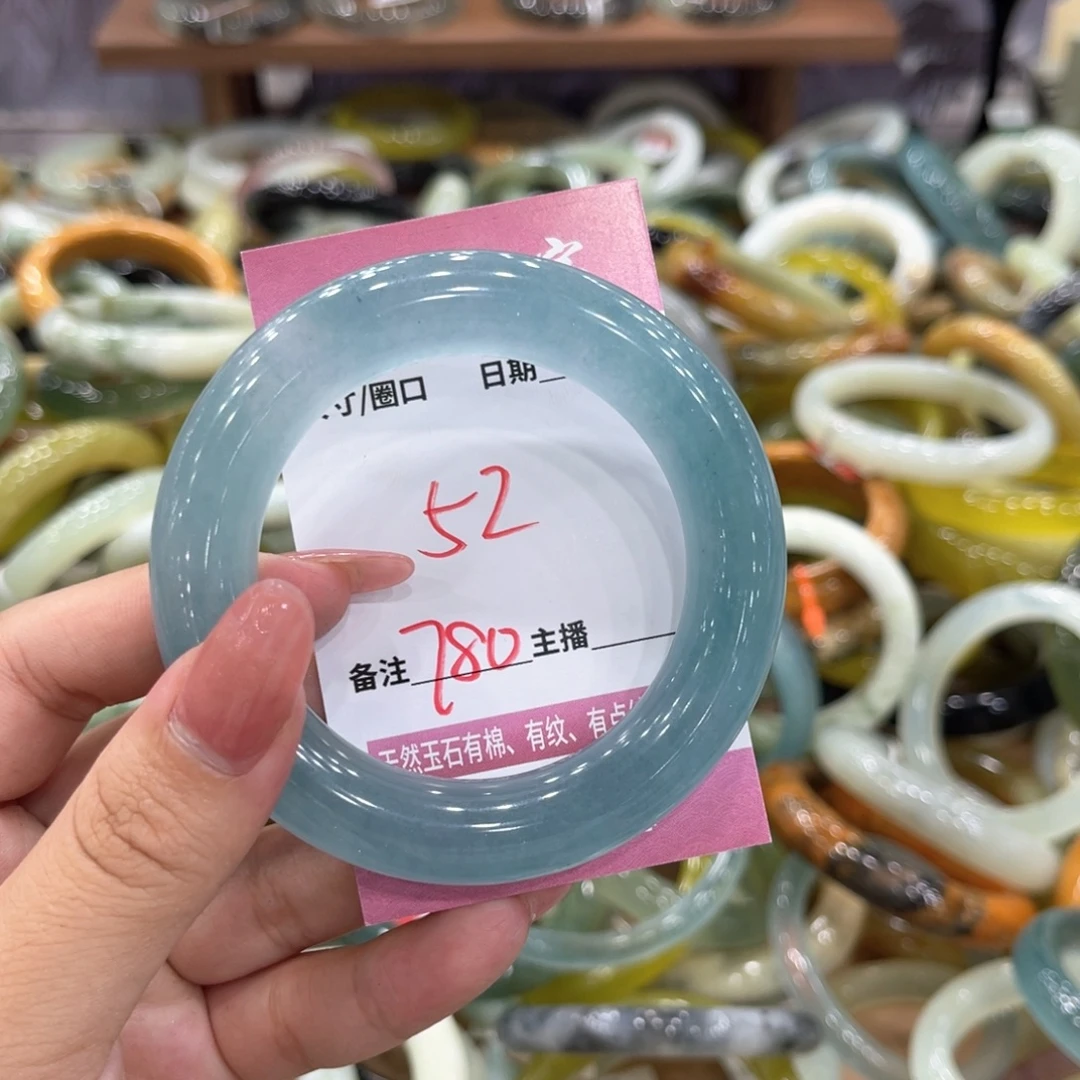 寸/圈口 日期
52
备注 780 主播
天然玉石有棉、有纹、有点